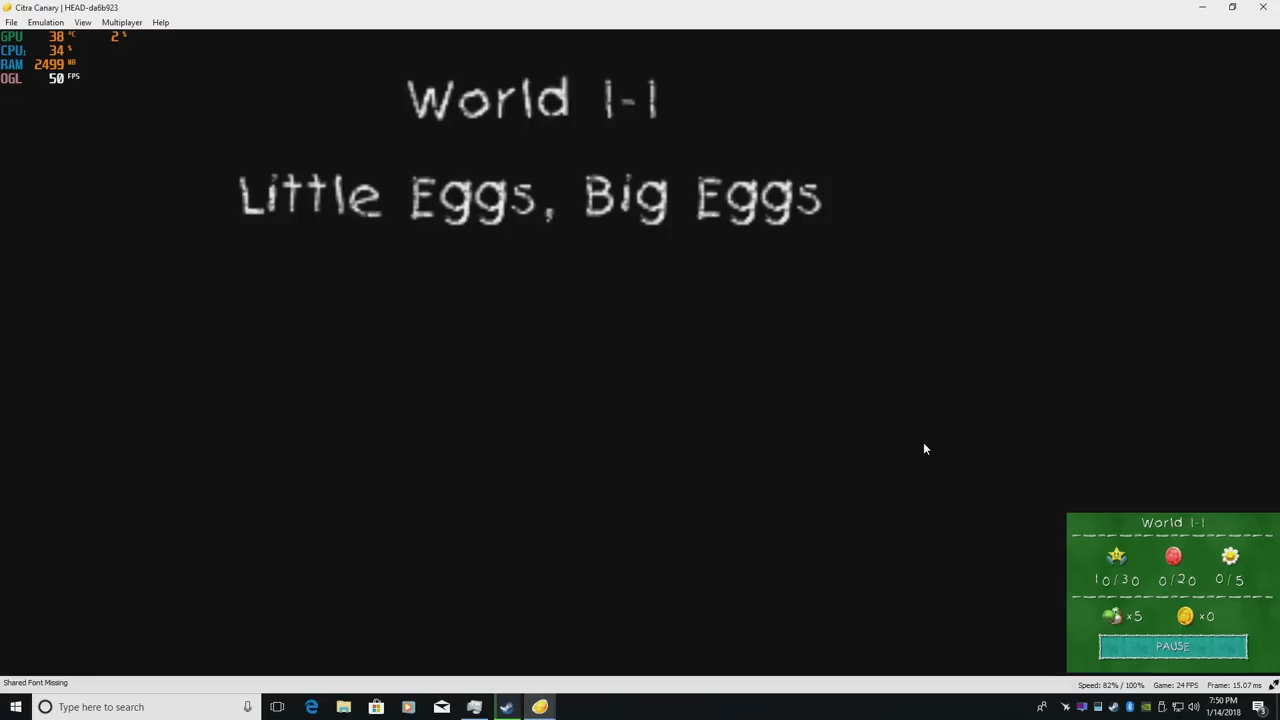 Citra Canary | HEAD-da6b923
File Emulation View Multiplayer Help
GPU 38 °C 2 %
CPU 34 %
RAM 2499 MB
OGL 50 FPS
World 1-1
Little Eggs, Big Eggs
World 1-1
10/30 0/20 0/5
×5 ×0
PAUSE
Shared Font Missing
Speed: 82% / 100% Game: 24 FPS Frame: 15.07 ms
Type here to search
7:50 PM
1/14/2018
3